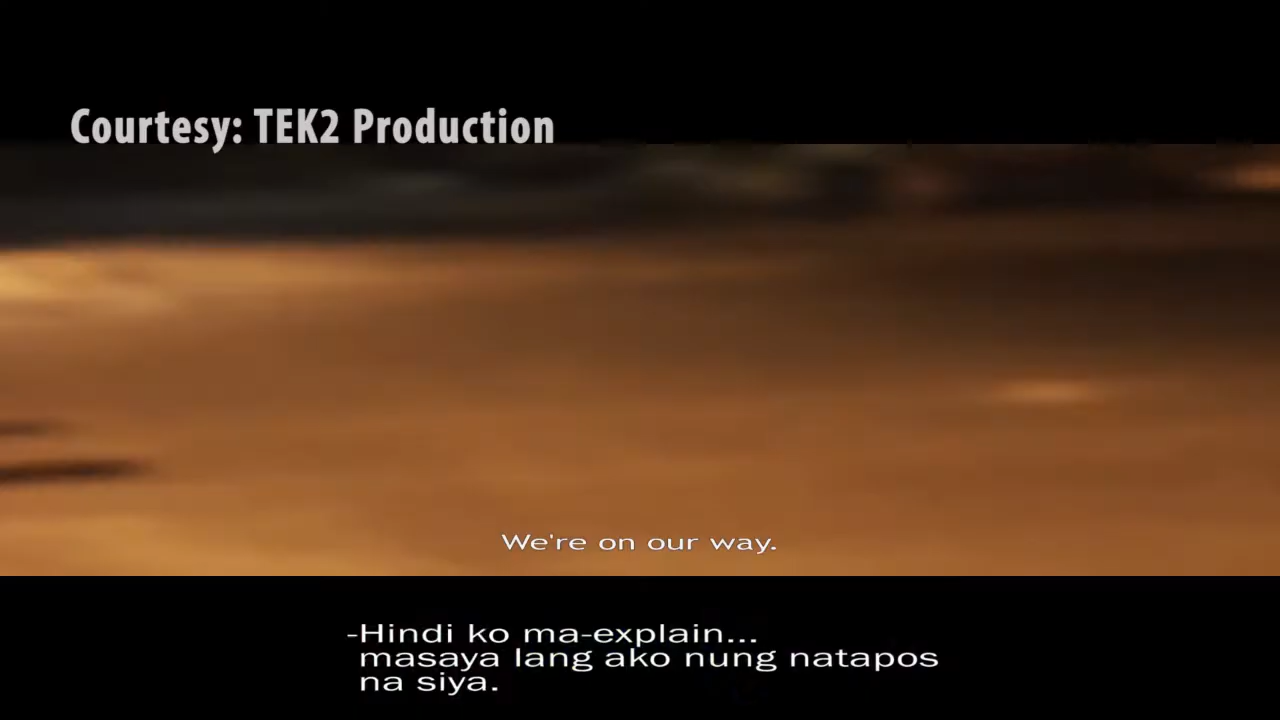 Courtesy: TEK2 Production
We're on our way.
-Hindi ko ma-explain...
masaya lang ako nung natapos
na siya.